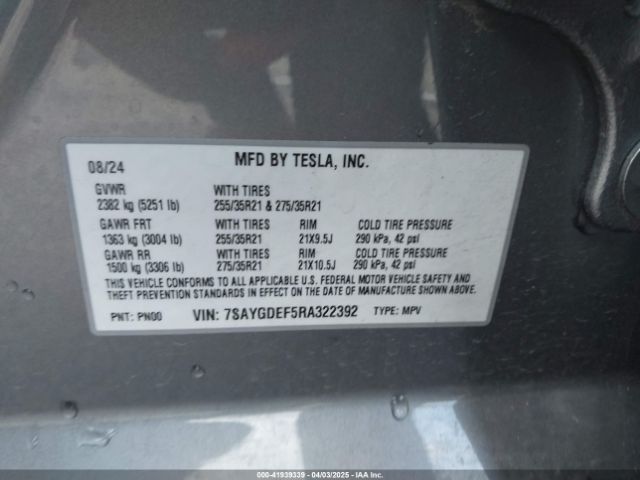 08/24 MFD BY TESLA, INC.
GVWR WITH TIRES
2382 kg (5251 lb) 255/35R21 & 275/35R21
GAWR FRT WITH TIRES RIM COLD TIRE PRESSURE
1363 kg (3004 lb) 255/35R21 21X9.5J 290 kPa, 42 psi
GAWR RR WITH TIRES RIM COLD TIRE PRESSURE
1500 kg (3306 lb) 275/35R21 21X10.5J 290 kPa, 42 psi
THIS VEHICLE CONFORMS TO ALL APPLICABLE U.S. FEDERAL MOTOR VEHICLE SAFETY AND
THEFT PREVENTION STANDARDS IN EFFECT ON THE DATE OF MANUFACTURE SHOWN ABOVE.
PNT: PN00 VIN: 7SAYGDEF5RA322392 TYPE: MPV
000-41939339 | 04/03/2025 - IAA Inc.